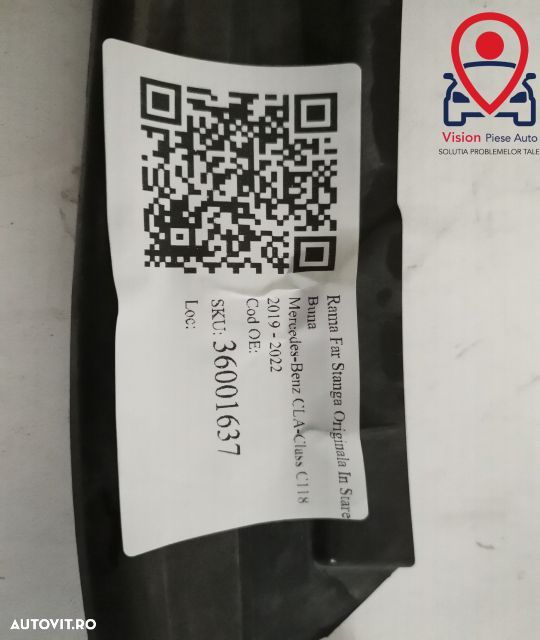 Vision Piese Auto
SOLUTIA PROBLEMELOR TALE
Rama Far Stanga Originala In Stare
Buna
Mercedes-Benz CLA-Class C118
2019 - 2022
Cod OE:
SKU: 36001637
Loc:
AUTOVIT.RO